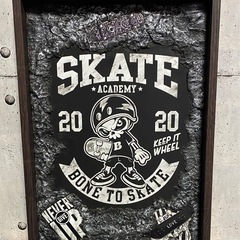 SKATE
ACADEMY
20 20
KEEP IT
WHEEL
B
BONE TO SKATE
NEVER
UP